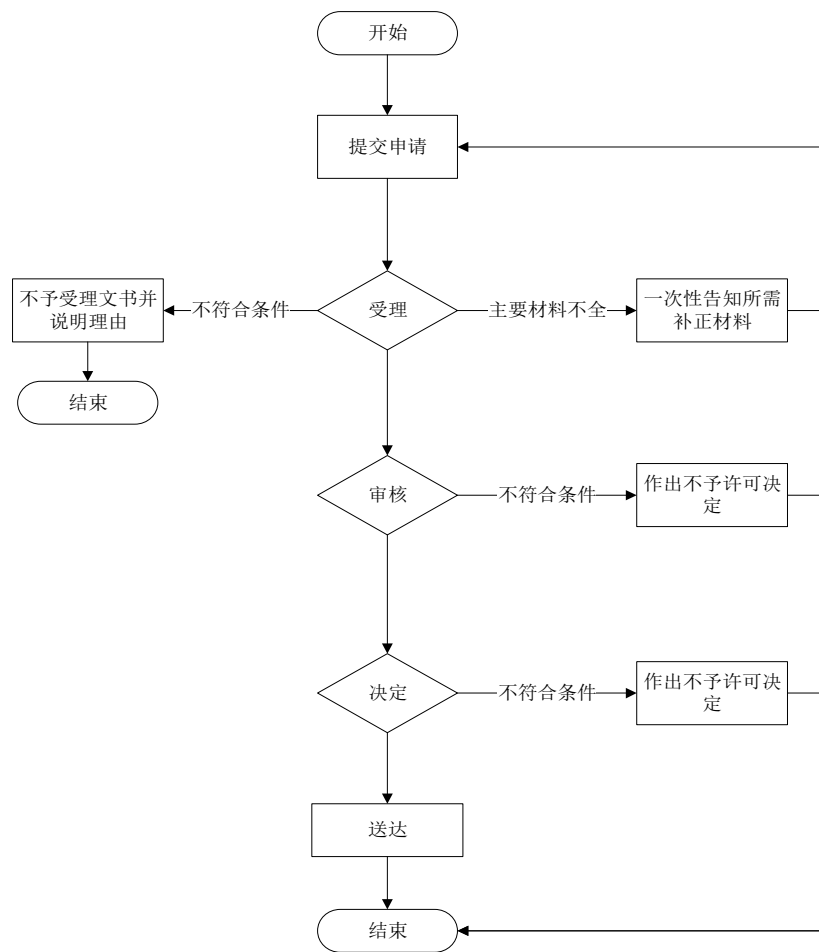 开始
提交申请
不予受理文书并
说明理由
不符合条件
受理
主要材料不全
一次性告知所需
补正材料
结束
审核
不符合条件
作出不予许可决
定
决定
不符合条件
作出不予许可决
定
送达
结束